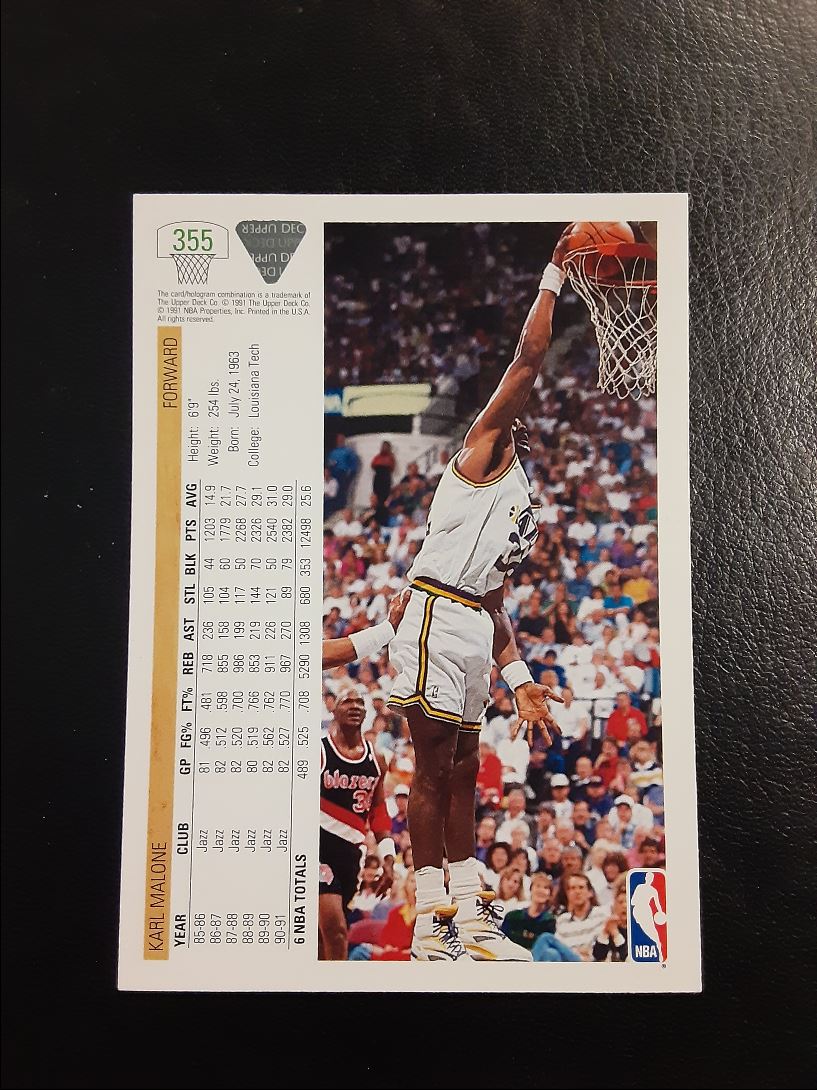 355
UPPER DEC
The card/hologram combination is a trademark of
The Upper Deck Co. © 1991 The Upper Deck Co.
© 1991 NBA Properties, Inc. Printed in the U.S.A.
All rights reserved.
KARL MALONE FORWARD
Height: 6'9"
Weight: 254 lbs.
Born: July 24, 1963
College: Louisiana Tech
YEAR CLUB GP FG% FT% REB AST STL BLK PTS AVG
85-86 Jazz 81 .496 .481 718 236 105 44 1203 14.9
86-87 Jazz 82 .512 .598 855 158 104 60 1779 21.7
87-88 Jazz 82 .520 .700 986 199 117 50 2268 27.7
88-89 Jazz 80 .519 .766 853 219 144 70 2326 29.1
89-90 Jazz 82 .562 .762 911 226 121 50 2540 31.0
90-91 Jazz 82 .527 .770 967 270 89 79 2382 29.0
6 NBA TOTALS 489 .525 .708 5290 1308 680 353 12498 25.6
blazers
NBA
®